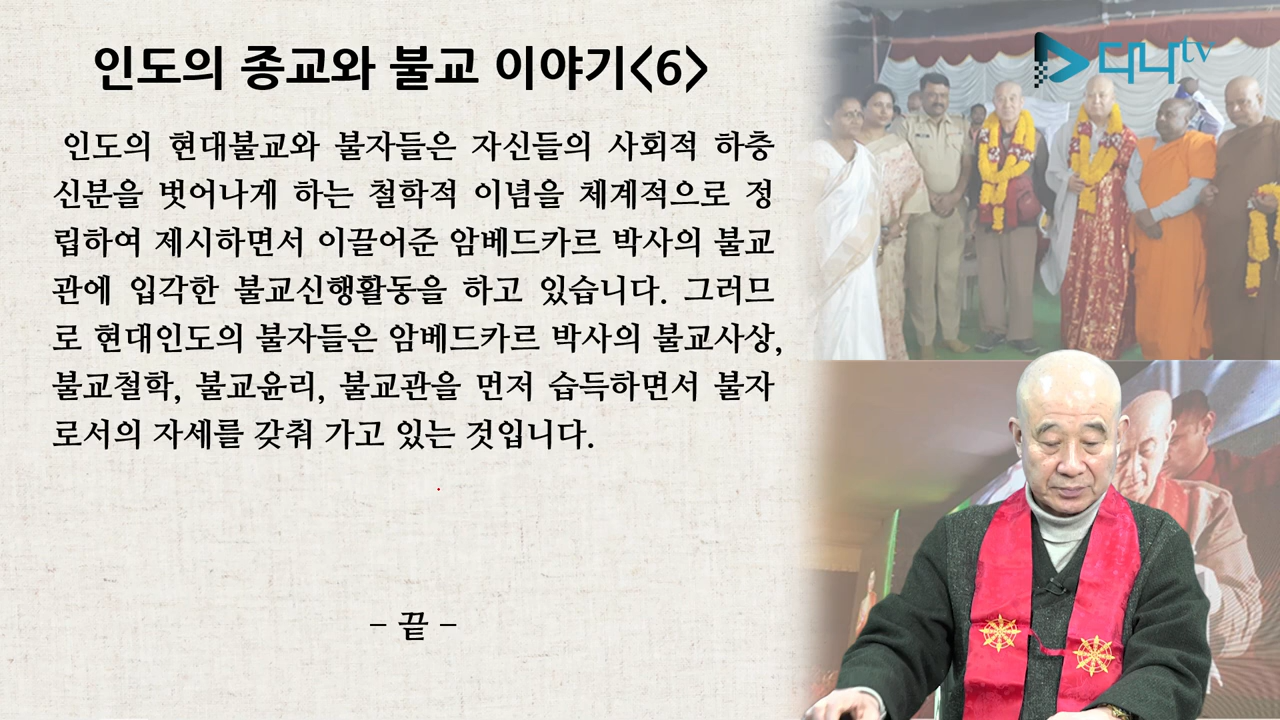 인도의 종교와 불교 이야기<6>
다나tv
인도의 현대불교와 불자들은 자신들의 사회적 하층
신분을 벗어나게 하는 철학적 이념을 체계적으로 정
립하여 제시하면서 이끌어준 암베드카르 박사의 불교
관에 입각한 불교신행활동을 하고 있습니다. 그러므
로 현대인도의 불자들은 암베드카르 박사의 불교사상,
불교철학, 불교윤리, 불교관을 먼저 습득하면서 불자
로서의 자세를 갖춰 가고 있는 것입니다.
- 끝 -